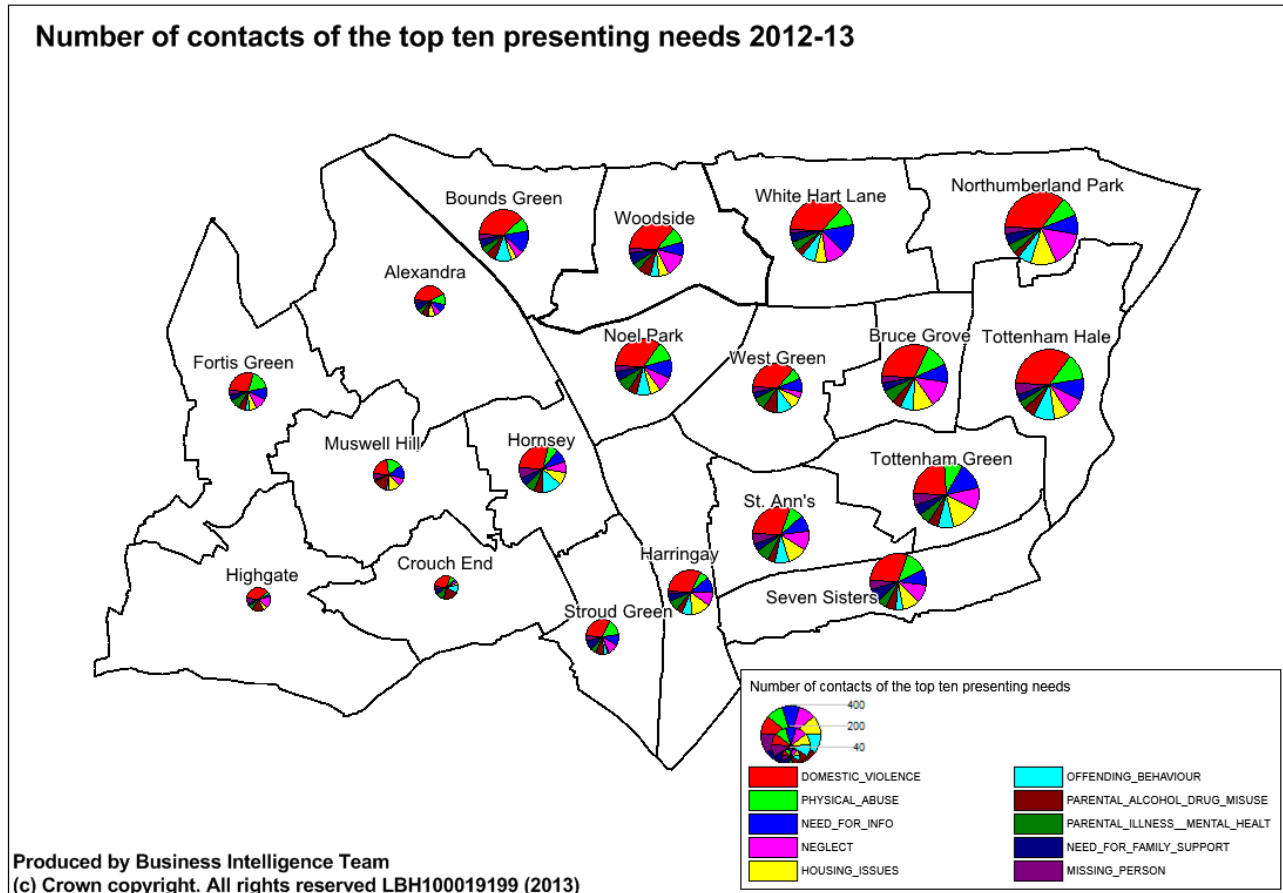 Number of contacts of the top ten presenting needs 2012-13
Northumberland Park
White Hart Lane
Bounds Green
Woodside
Alexandra
Noel Park
Bruce Grove
Tottenham Hale
West Green
Fortis Green
Muswell Hill
Hornsey
Tottenham Green
St. Ann's
Harringay
Crouch End
Highgate
Seven Sisters
Stroud Green
Number of contacts of the top ten presenting needs
400
200
40
DOMESTIC_VIOLENCE
PHYSICAL_ABUSE
NEED_FOR_INFO
NEGLECT
HOUSING_ISSUES
OFFENDING_BEHAVIOUR
PARENTAL_ALCOHOL_DRUG_MISUSE
PARENTAL_ILLNESS__MENTAL_HEALT
NEED_FOR_FAMILY_SUPPORT
MISSING_PERSON
Produced by Business Intelligence Team
(c) Crown copyright. All rights reserved LBH100019199 (2013)